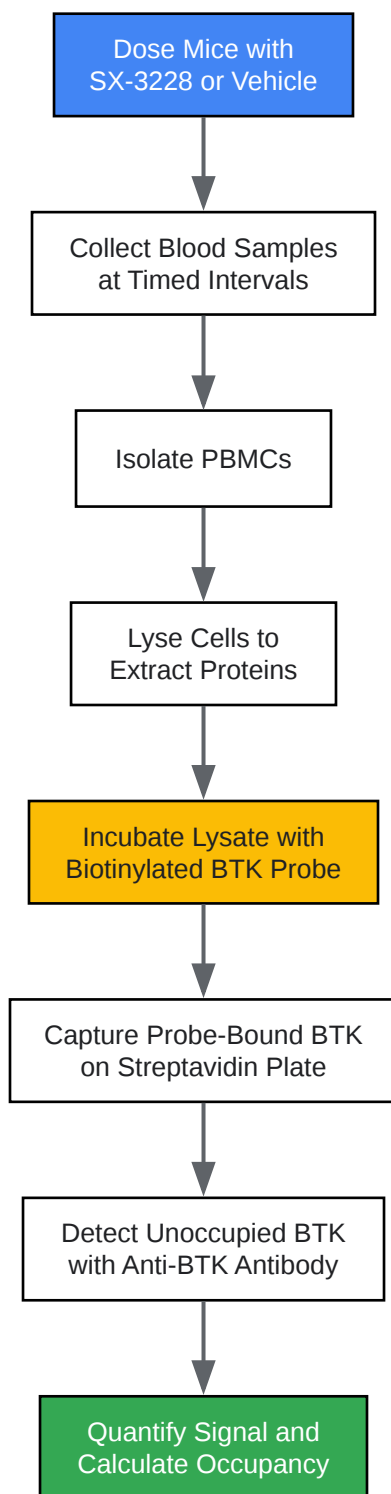 Dose Mice with
SX-3228 or Vehicle
Collect Blood Samples
at Timed Intervals
Isolate PBMCs
Lyse Cells to
Extract Proteins
Incubate Lysate with
Biotinylated BTK Probe
Capture Probe-Bound BTK
on Streptavidin Plate
Detect Unoccupied BTK
with Anti-BTK Antibody
Quantify Signal and
Calculate Occupancy